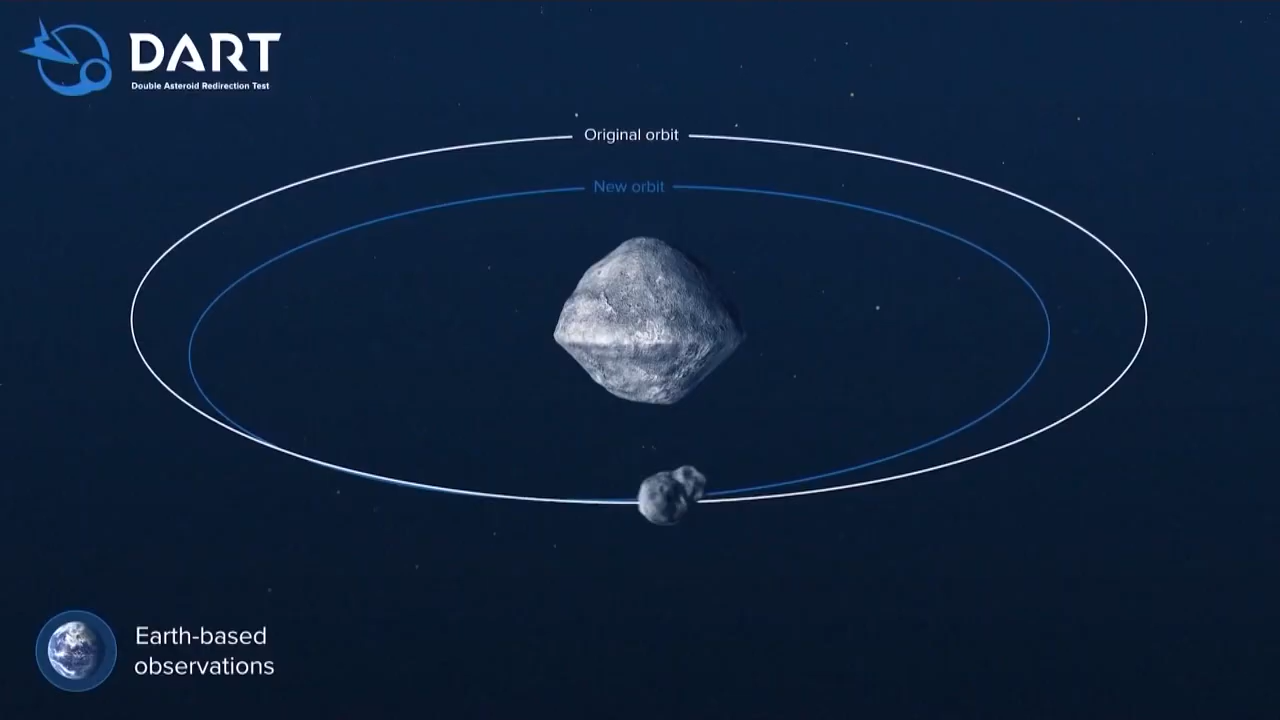 DART
Double Asteroid Redirection Test
Original orbit
New orbit
Earth-based
observations